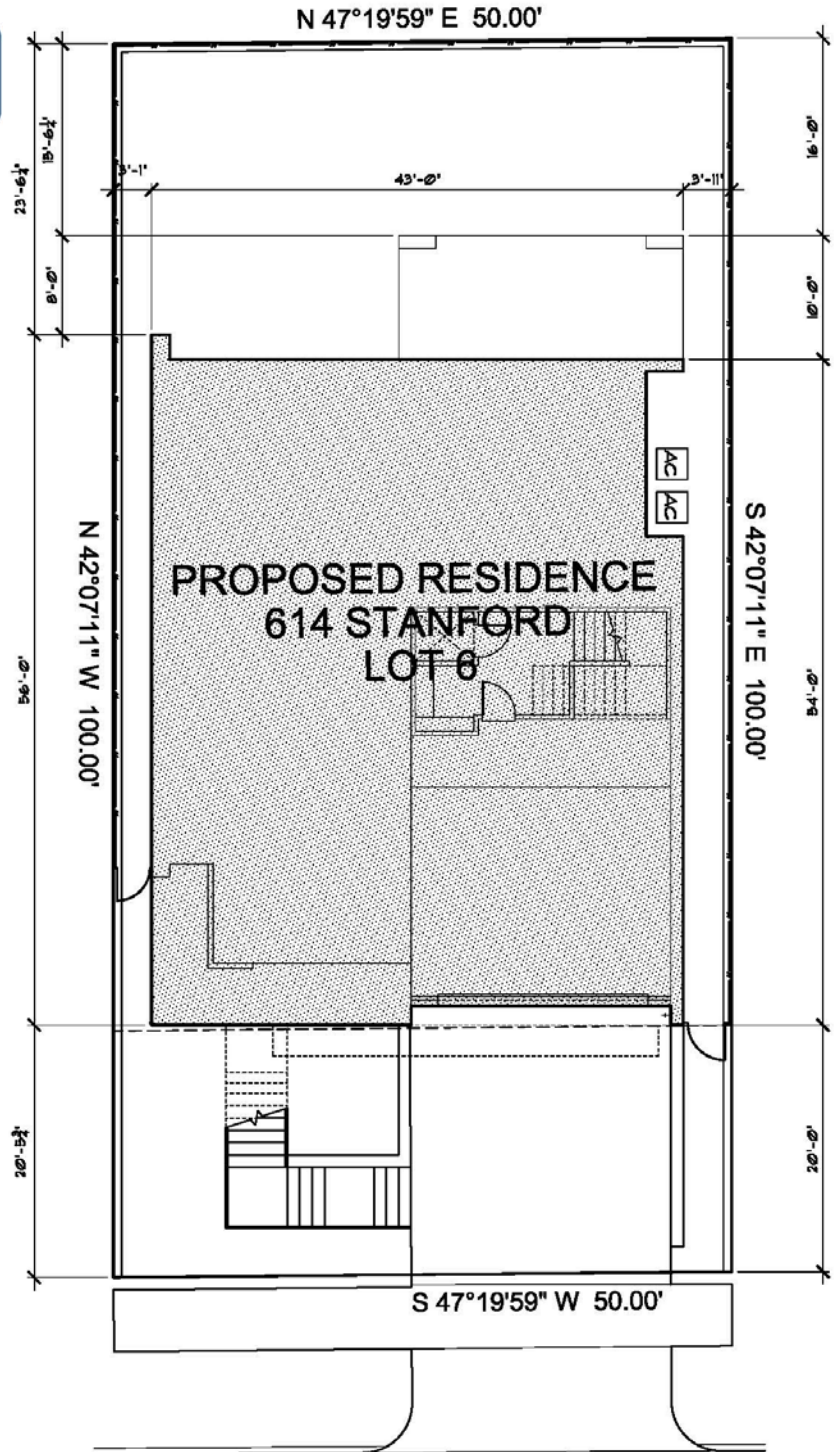 N 47°19'59" E 50.00'
23'-6¼"
15'-6¼"
8'-0"
56'-0"
20'-5¾"
3'-1"
43'-0"
3'-11"
16'-0"
10'-0"
54'-0"
20'-0"
AC
AC
N 42°07'11" W 100.00'
S 42°07'11" E 100.00'
PROPOSED RESIDENCE
614 STANFORD
LOT 6
S 47°19'59" W 50.00'